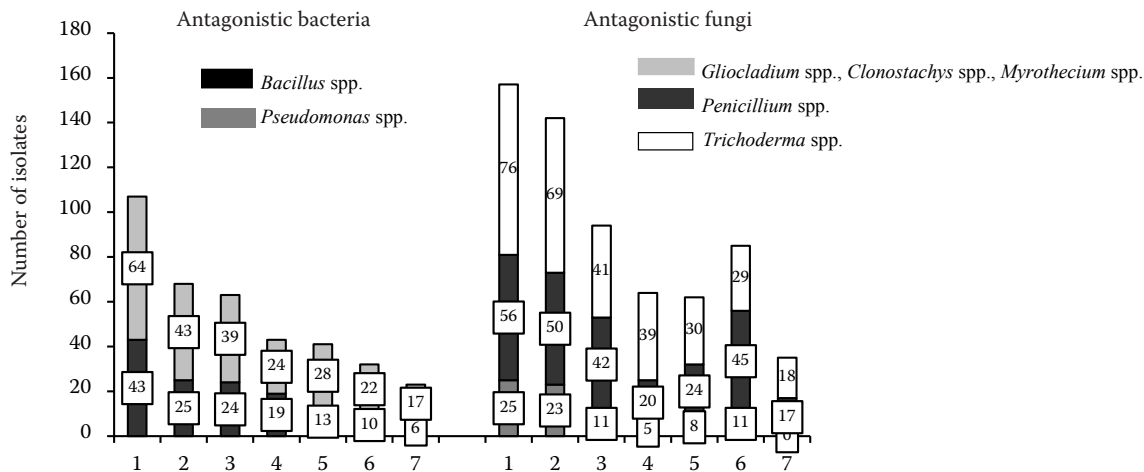 Antagonistic bacteria
Antagonistic fungi
Number of isolates
180
160
140
120
100
80
60
40
20
0
Bacillus spp.
Pseudomonas spp.
Gliocladium spp., Clonostachys spp., Myrothecium spp.
Penicillium spp.
Trichoderma spp.
64 43 39 24 28 22 17
43 25 24 19 13 10 6
76 69 41 39 30 29 18
56 50 42 20 24 45 17
25 23 11 5 8 11 0
1 2 3 4 5 6 7 1 2 3 4 5 6 7